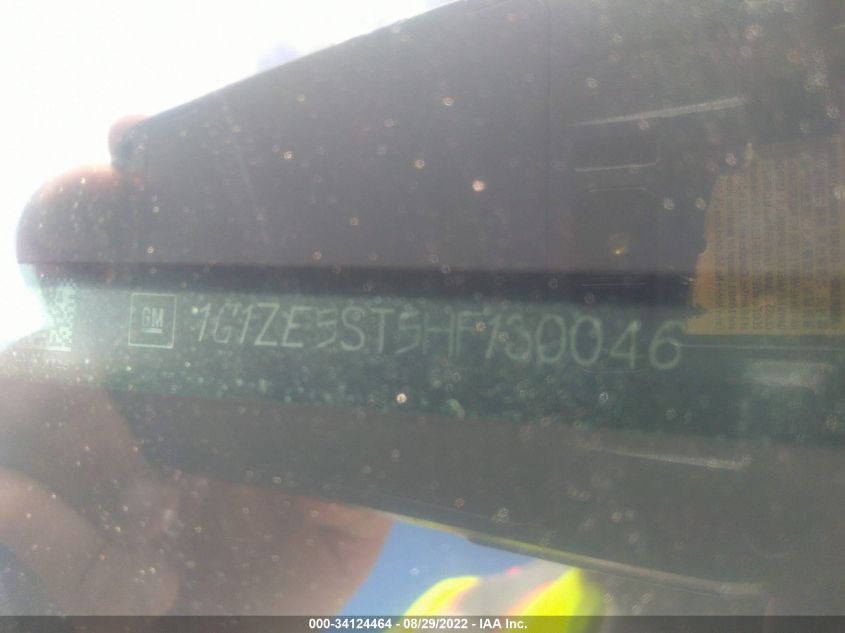 GM 1G1ZE5ST5HF130046
000-34124464 - 08/29/2022 - IAA Inc.